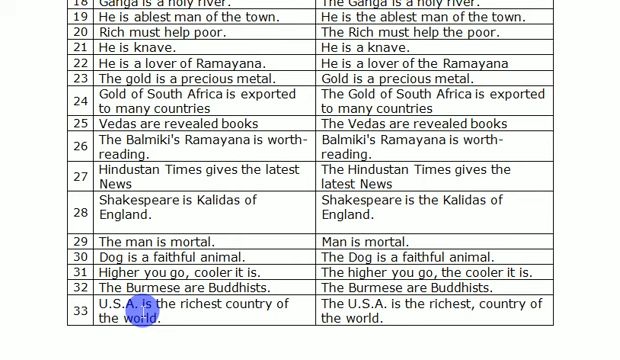 18 Ganga is a holy river. The Ganga is a holy river.
19 He is ablest man of the town. He is the ablest man of the town.
20 Rich must help poor. The Rich must help the poor.
21 He is knave. He is a knave.
22 He is a lover of Ramayana. He is a lover of the Ramayana
23 The gold is a precious metal. Gold is a precious metal.
24 Gold of South Africa is exported The Gold of South Africa is exported
to many countries to many countries
25 Vedas are revealed books The Vedas are revealed books
26 The Balmiki's Ramayana is worth- Balmiki's Ramayana is worth-
reading. reading.
27 Hindustan Times gives the latest The Hindustan Times gives the
News latest News
28 Shakespeare is Kalidas of Shakespeare is the Kalidas of
England. England.
29 The man is mortal. Man is mortal.
30 Dog is a faithful animal. The Dog is a faithful animal.
31 Higher you go, cooler it is. The higher you go, the cooler it is.
32 The Burmese are Buddhists. The Burmese are Buddhists.
33 U.S.A. is the richest country of The U.S.A. is the richest, country of
the world. the world.